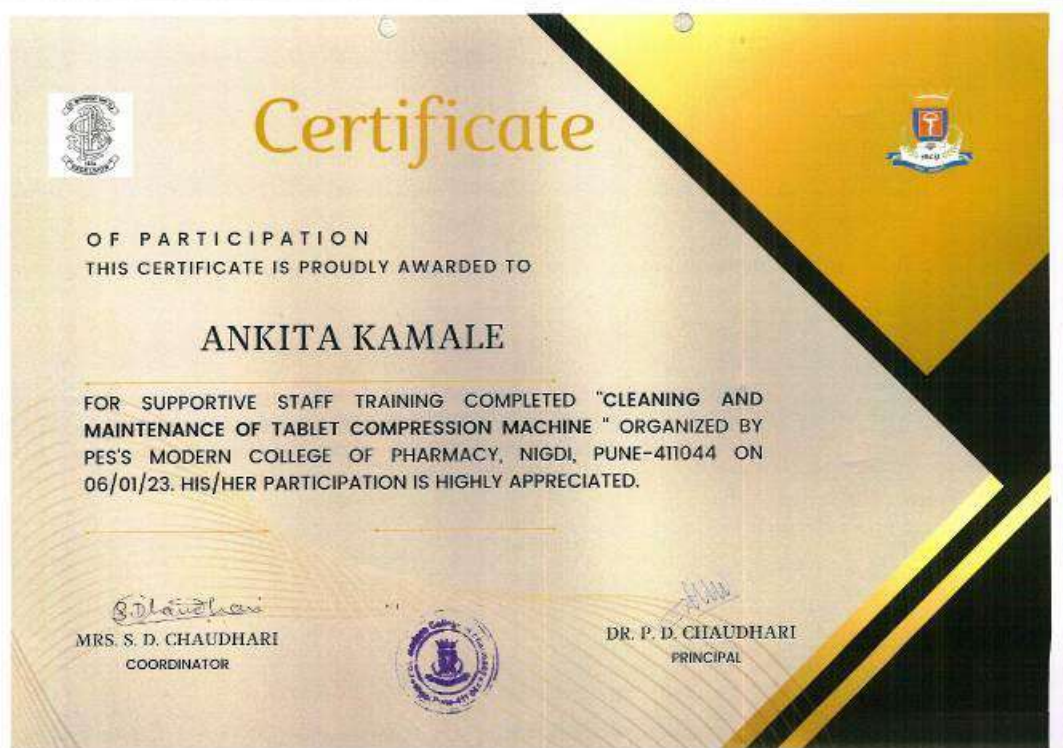 Certificate
OF PARTICIPATION
THIS CERTIFICATE IS PROUDLY AWARDED TO
ANKITA KAMALE
FOR SUPPORTIVE STAFF TRAINING COMPLETED "CLEANING AND
MAINTENANCE OF TABLET COMPRESSION MACHINE " ORGANIZED BY
PES'S MODERN COLLEGE OF PHARMACY, NIGDI, PUNE-411044 ON
06/01/23. HIS/HER PARTICIPATION IS HIGHLY APPRECIATED.
MRS. S. D. CHAUDHARI
COORDINATOR
DR. P. D. CHAUDHARI
PRINCIPAL